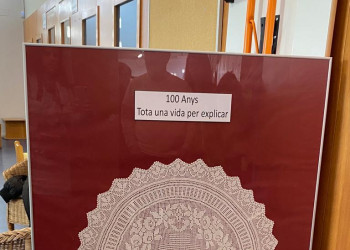 100 Anys
Tota una vida per explicar